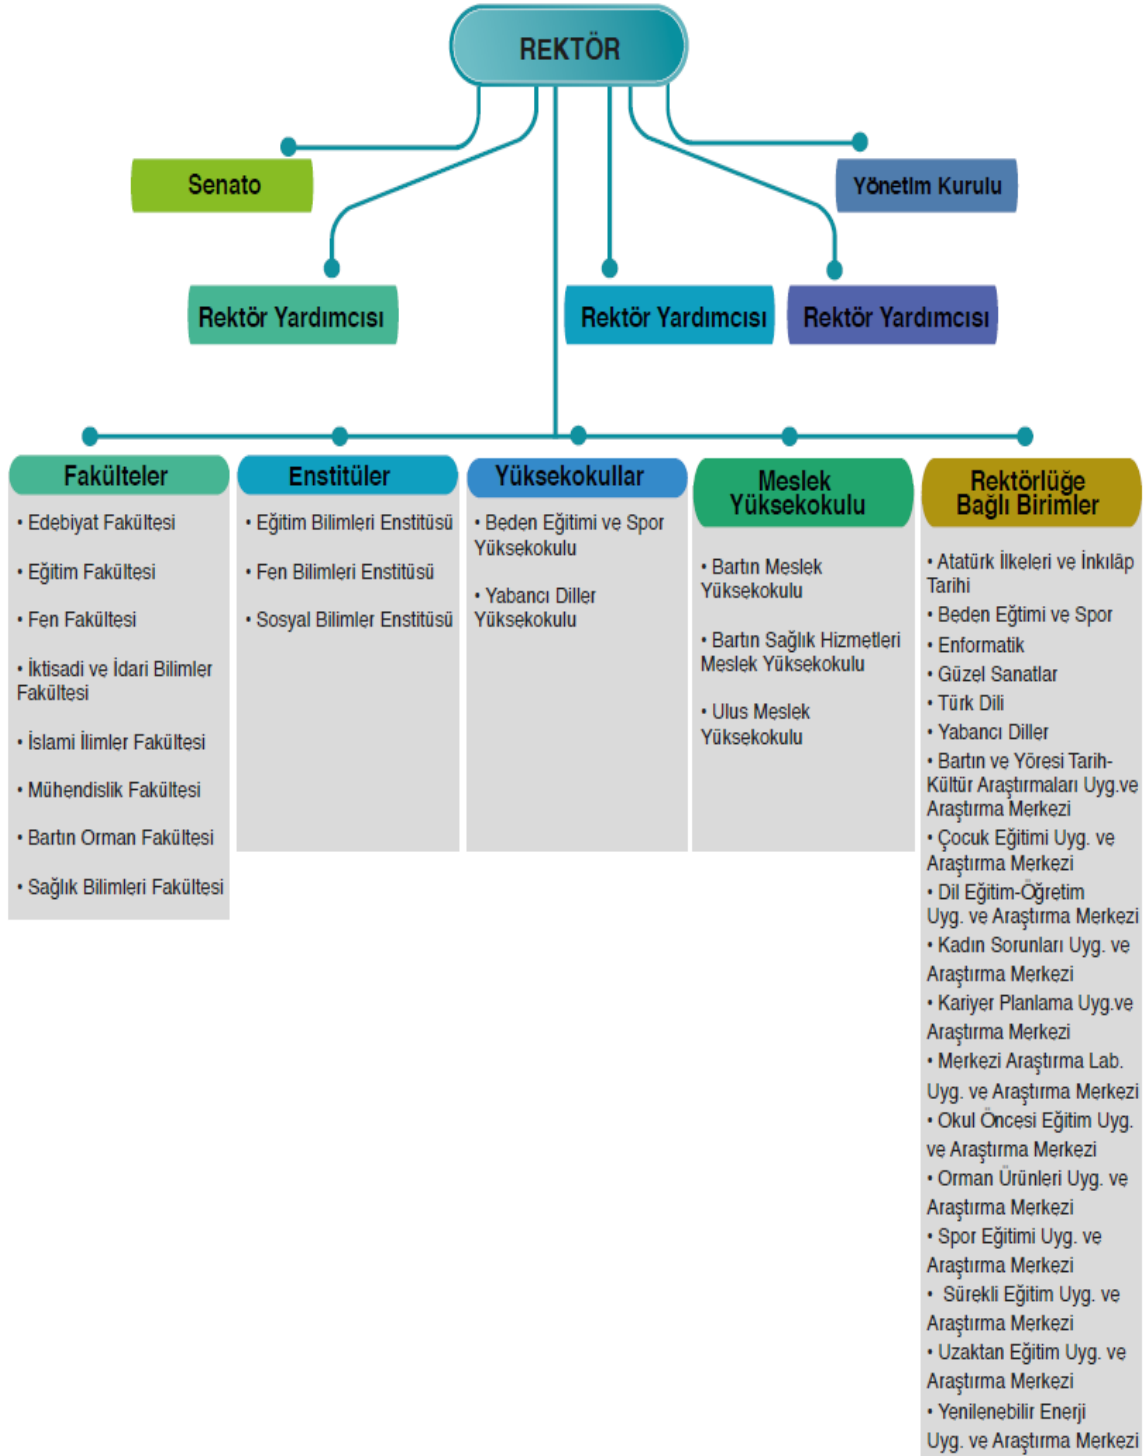 REKTÖR
Senato
Yönetim Kurulu
Rektör Yardımcısı
Rektör Yardımcısı
Rektör Yardımcısı
Fakülteler
• Edebiyat Fakültesi
• Eğitim Fakültesi
• Fen Fakültesi
• İktisadi ve İdari Bilimler
Fakültesi
• İslami İlimler Fakültesi
• Mühendislik Fakültesi
• Bartın Orman Fakültesi
• Sağlık Bilimleri Fakültesi
Enstitüler
• Eğitim Bilimleri Enstitüsü
• Fen Bilimleri Enstitüsü
• Sosyal Bilimler Enstitüsü
Yüksekokullar
• Beden Eğitimi ve Spor
Yüksekokulu
• Yabancı Diller
Yüksekokulu
Meslek
Yüksekokulu
• Bartın Meslek
Yüksekokulu
• Bartın Sağlık Hizmetleri
Meslek Yüksekokulu
• Ulus Meslek
Yüksekokulu
Rektörlüğe
Bağlı Birimler
• Atatürk İlkeleri ve İnkılâp
Tarihi
• Beden Eğtimi ve Spor
• Enformatik
• Güzel Sanatlar
• Türk Dili
• Yabancı Diller
• Bartın ve Yöresi Tarih-
Kültür Araştırmaları Uyg.ve
Araştırma Merkezi
• Çocuk Eğitimi Uyg. ve
Araştırma Merkezi
• Dil Eğitim-Öğretim
Uyg. ve Araştırma Merkezi
• Kadın Sorunları Uyg. ve
Araştırma Merkezi
• Kariyer Planlama Uyg.ve
Araştırma Merkezi
• Merkezi Araştırma Lab.
Uyg. ve Araştırma Merkezi
• Okul Öncesi Eğitim Uyg.
ve Araştırma Merkezi
• Orman Ürünleri Uyg. ve
Araştırma Merkezi
• Spor Eğitimi Uyg. ve
Araştırma Merkezi
• Sürekli Eğitim Uyg. ve
Araştırma Merkezi
• Uzaktan Eğitim Uyg. ve
Araştırma Merkezi
• Yenilenebilir Enerji
Uyg. ve Araştırma Merkezi